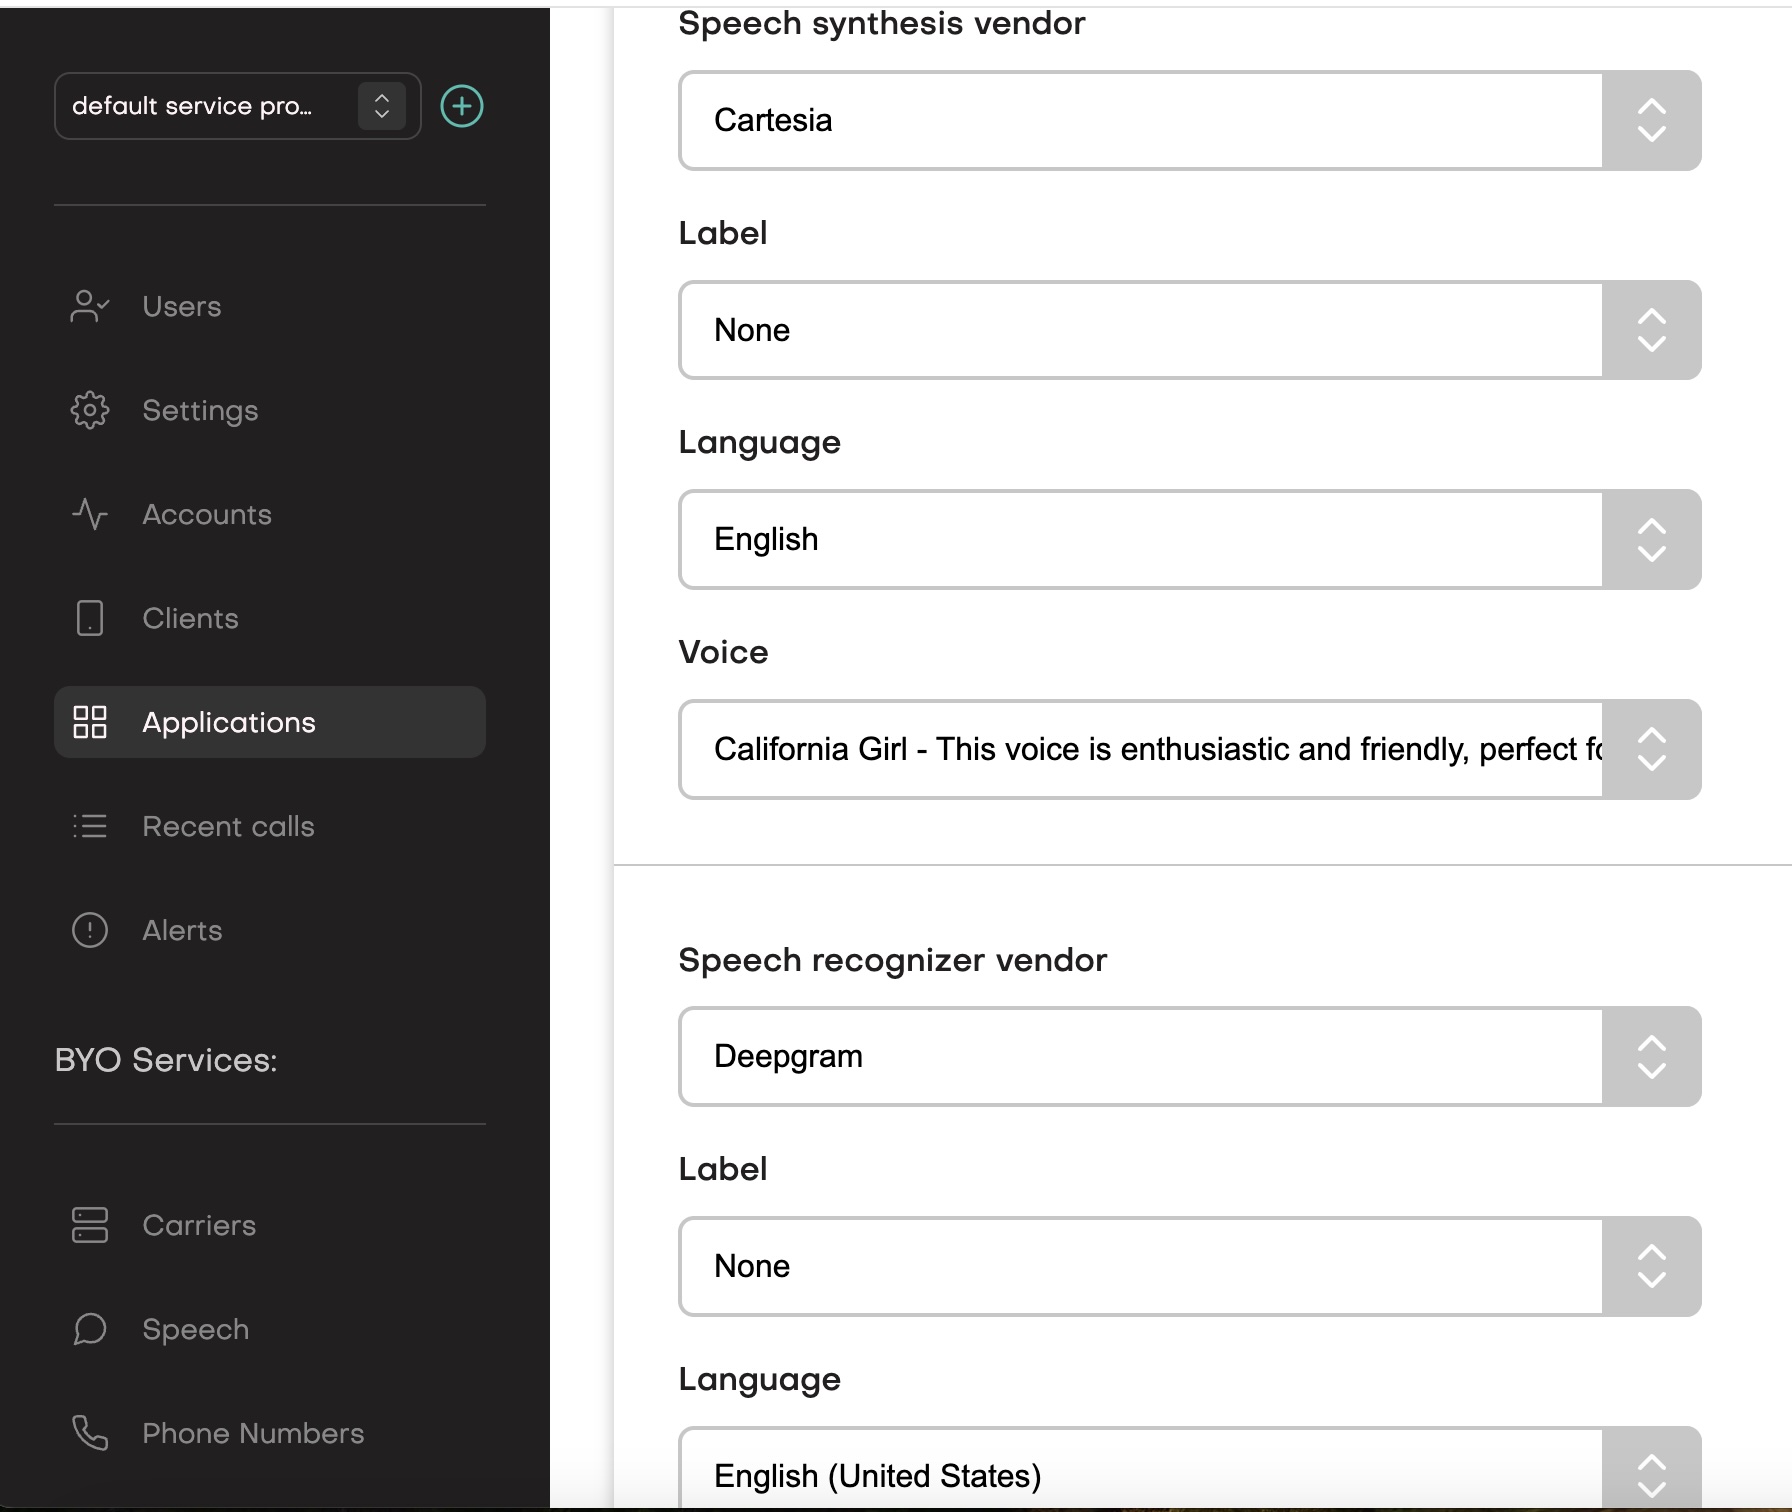 default service pro...
Users
Settings
Accounts
Clients
Applications
Recent calls
Alerts
BYO Services:
Carriers
Speech
Phone Numbers
Speech synthesis vendor
Cartesia
Label
None
Language
English
Voice
California Girl - This voice is enthusiastic and friendly, perfect
Speech recognizer vendor
Deepgram
Label
None
Language
English (United States)